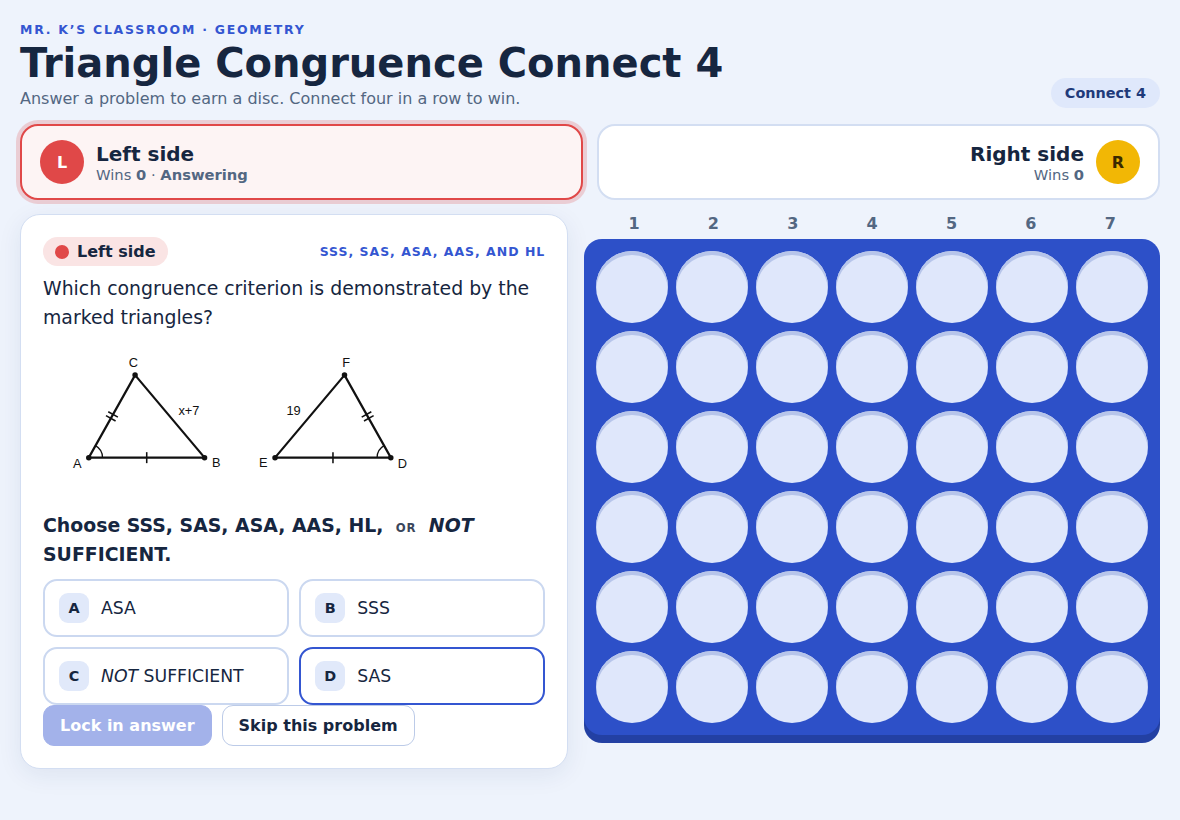 MR. K’S CLASSROOM · GEOMETRY
Triangle Congruence Connect 4
Answer a problem to earn a disc. Connect four in a row to win.
Connect 4
L
Left side
Wins 0 · Answering
Right side
Wins 0
R
Left side
SSS, SAS, ASA, AAS, AND HL
Which congruence criterion is demonstrated by the
marked triangles?
C
x+7
A
B
F
19
E
D
Choose SSS, SAS, ASA, AAS, HL, OR NOT
SUFFICIENT.
A ASA
B SSS
C NOT SUFFICIENT
D SAS
Lock in answer
Skip this problem
1 2 3 4 5 6 7